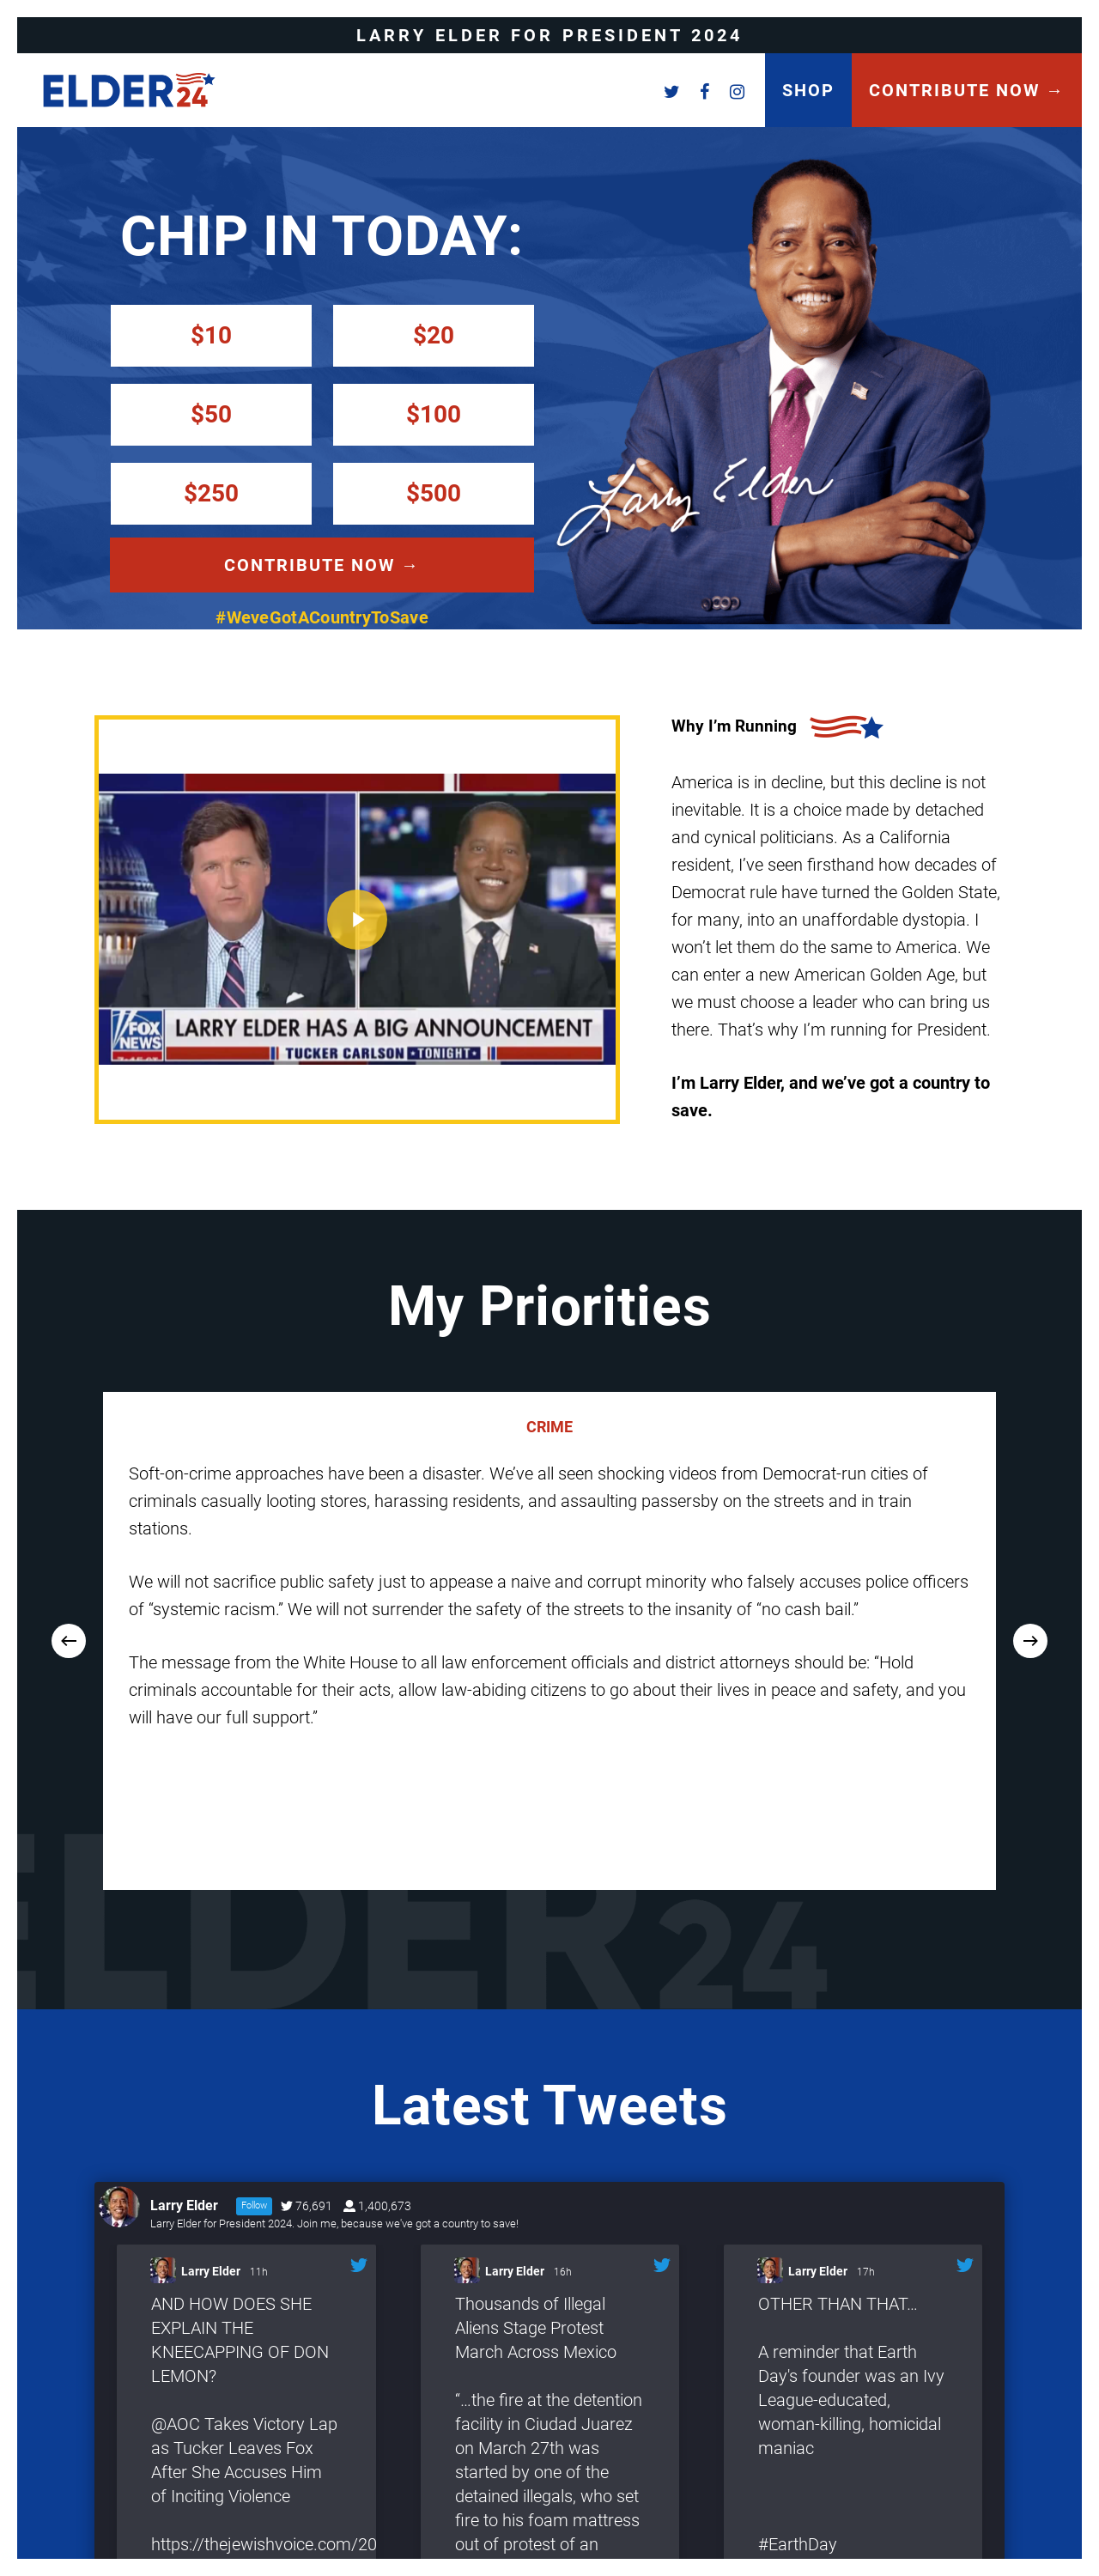 LARRY ELDER FOR PRESIDENT 2024
ELDER24
SHOP
CONTRIBUTE NOW →
CHIP IN TODAY:
$10
$20
$50
$100
$250
$500
CONTRIBUTE NOW →
#WeveGotACountryToSave
Larry Elder
Why I’m Running
America is in decline, but this decline is not
inevitable. It is a choice made by detached
and cynical politicians. As a California
resident, I’ve seen firsthand how decades of
Democrat rule have turned the Golden State,
for many, into an unaffordable dystopia. I
won’t let them do the same to America. We
can enter a new American Golden Age, but
we must choose a leader who can bring us
there. That’s why I’m running for President.
I’m Larry Elder, and we’ve got a country to
save.
FOX
NEWS
LARRY ELDER HAS A BIG ANNOUNCEMENT
TUCKER CARLSON TONIGHT
My Priorities
CRIME
Soft-on-crime approaches have been a disaster. We’ve all seen shocking videos from Democrat-run cities of
criminals casually looting stores, harassing residents, and assaulting passersby on the streets and in train
stations.
We will not sacrifice public safety just to appease a naive and corrupt minority who falsely accuses police officers
of “systemic racism.” We will not surrender the safety of the streets to the insanity of “no cash bail.”
The message from the White House to all law enforcement officials and district attorneys should be: “Hold
criminals accountable for their acts, allow law-abiding citizens to go about their lives in peace and safety, and you
will have our full support.”
ELDER24
Latest Tweets
Larry Elder Follow 76,691 1,400,673
Larry Elder for President 2024. Join me, because we've got a country to save!
Larry Elder 11h
AND HOW DOES SHE
EXPLAIN THE
KNEECAPPING OF DON
LEMON?
@AOC Takes Victory Lap
as Tucker Leaves Fox
After She Accuses Him
of Inciting Violence
https://thejewishvoice.com/20
Larry Elder 16h
Thousands of Illegal
Aliens Stage Protest
March Across Mexico
“…the fire at the detention
facility in Ciudad Juarez
on March 27th was
started by one of the
detained illegals, who set
fire to his foam mattress
out of protest of an
Larry Elder 17h
OTHER THAN THAT…
A reminder that Earth
Day's founder was an Ivy
League-educated,
woman-killing, homicidal
maniac
#EarthDay